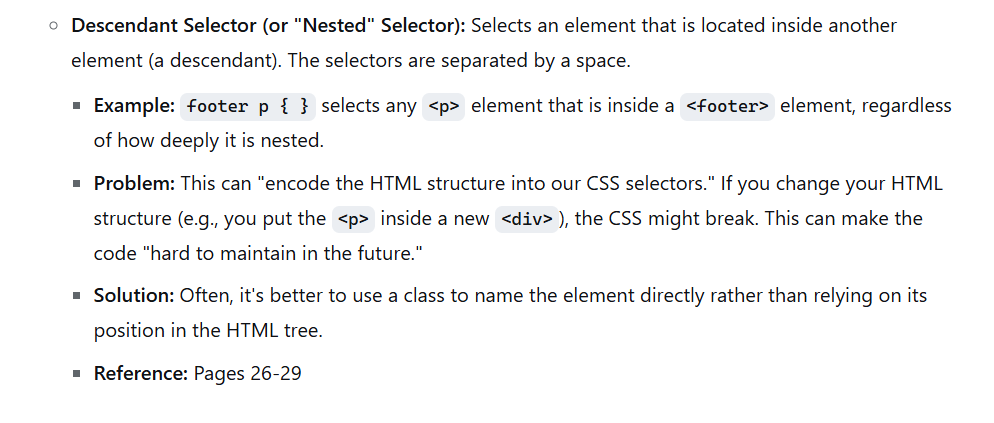 Descendant Selector (or "Nested" Selector): Selects an element that is located inside another
element (a descendant). The selectors are separated by a space.
Example: footer p { } selects any <p> element that is inside a <footer> element, regardless
of how deeply it is nested.
Problem: This can "encode the HTML structure into our CSS selectors." If you change your HTML
structure (e.g., you put the <p> inside a new <div>), the CSS might break. This can make the
code "hard to maintain in the future."
Solution: Often, it's better to use a class to name the element directly rather than relying on its
position in the HTML tree.
Reference: Pages 26-29